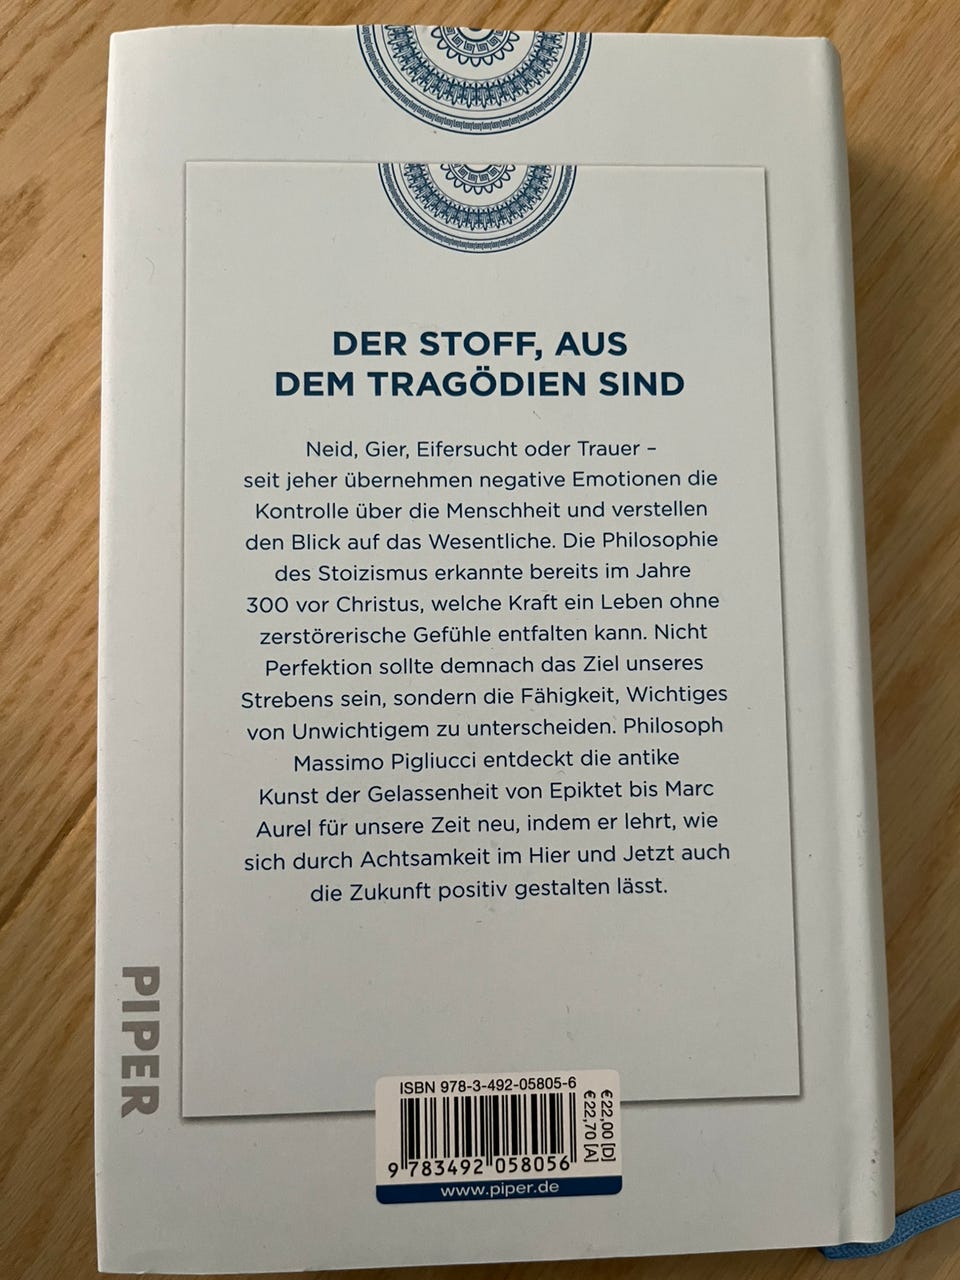 DER STOFF, AUS
DEM TRAGÖDIEN SIND
Neid, Gier, Eifersucht oder Trauer –
seit jeher übernehmen negative Emotionen die
Kontrolle über die Menschheit und verstellen
den Blick auf das Wesentliche. Die Philosophie
des Stoizismus erkannte bereits im Jahre
300 vor Christus, welche Kraft ein Leben ohne
zerstörerische Gefühle entfalten kann. Nicht
Perfektion sollte demnach das Ziel unseres
Strebens sein, sondern die Fähigkeit, Wichtiges
von Unwichtigem zu unterscheiden. Philosoph
Massimo Pigliucci entdeckt die antike
Kunst der Gelassenheit von Epiktet bis Marc
Aurel für unsere Zeit neu, indem er lehrt, wie
sich durch Achtsamkeit im Hier und Jetzt auch
die Zukunft positiv gestalten lässt.
PIPER
ISBN 978-3-492-05805-6
€22,00 [D]
€22,70 [A]
9 783492 058056
www.piper.de